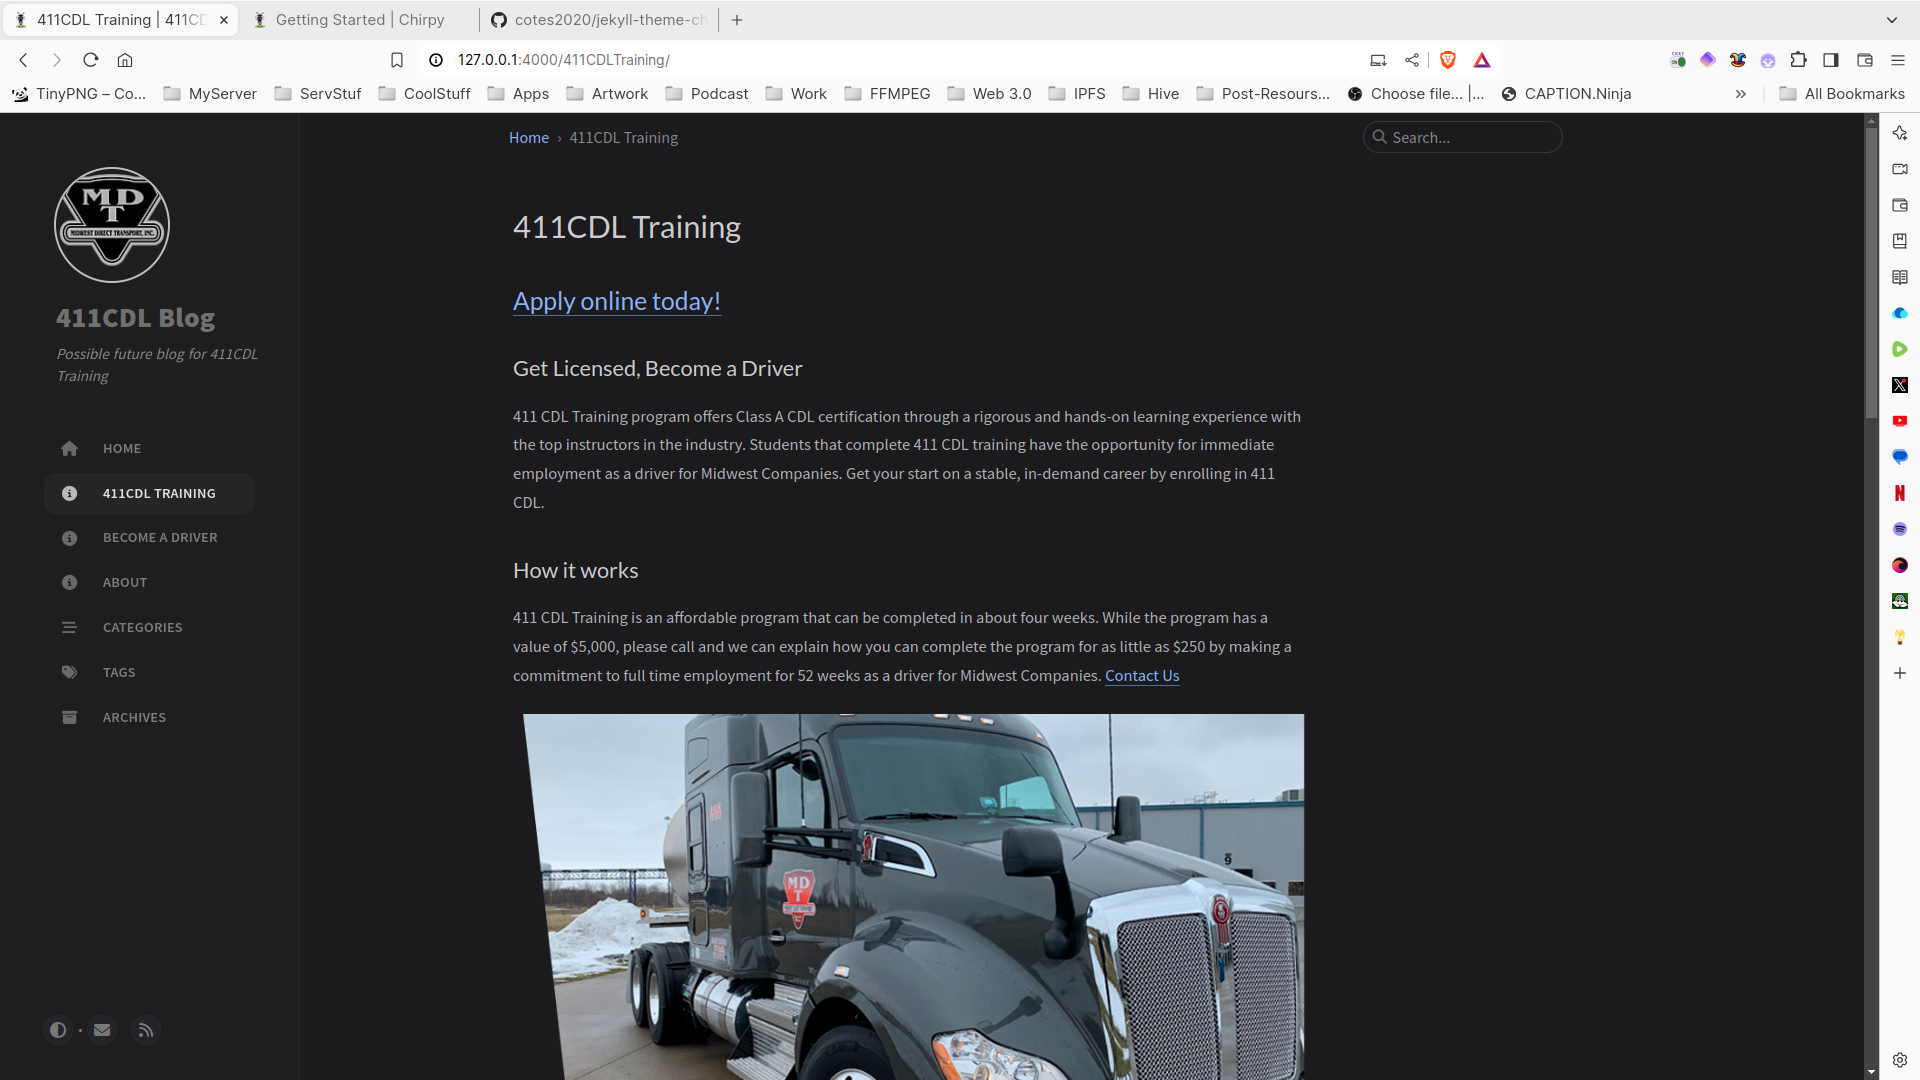 411CDL Training | 411CD
Getting Started | Chirpy
cotes2020/jekyll-theme-ch
127.0.0.1:4000/411CDLTraining/
TinyPNG – Co...
MyServer
ServStuf
CoolStuff
Apps
Artwork
Podcast
Work
FFMPEG
Web 3.0
IPFS
Hive
Post-Resours...
Choose file... |...
CAPTION.Ninja
All Bookmarks
Home › 411CDL Training
Search...
MD
T
MIDWEST DIRECT TRANSPORT, INC.
411CDL Blog
Possible future blog for 411CDL
Training
HOME
411CDL TRAINING
BECOME A DRIVER
ABOUT
CATEGORIES
TAGS
ARCHIVES
411CDL Training
Apply online today!
Get Licensed, Become a Driver
411 CDL Training program offers Class A CDL certification through a rigorous and hands-on learning experience with
the top instructors in the industry. Students that complete 411 CDL training have the opportunity for immediate
employment as a driver for Midwest Companies. Get your start on a stable, in-demand career by enrolling in 411
CDL.
How it works
411 CDL Training is an affordable program that can be completed in about four weeks. While the program has a
value of $5,000, please call and we can explain how you can complete the program for as little as $250 by making a
commitment to full time employment for 52 weeks as a driver for Midwest Companies. Contact Us
MD
T
9